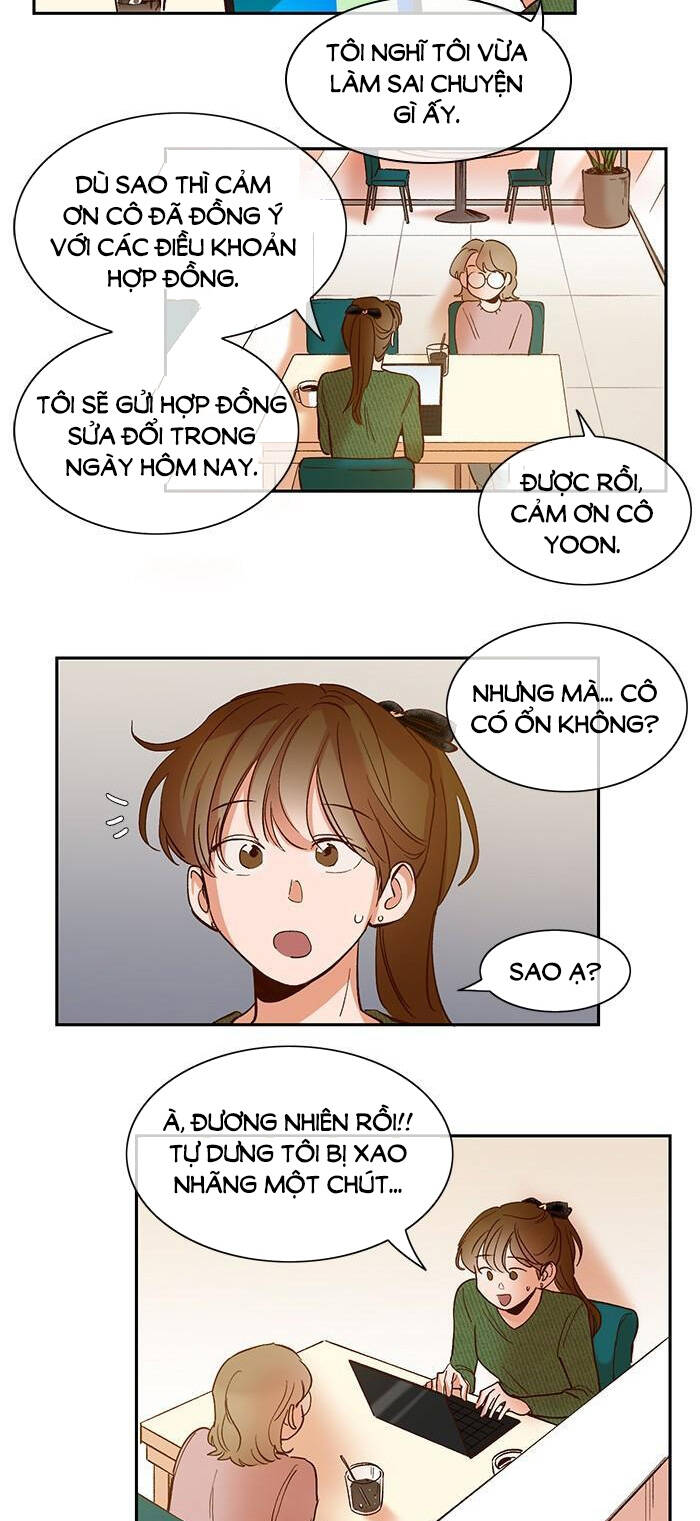 TÔI NGHĨ TÔI VỪA
LÀM SAI CHUYỆN
GÌ ẤY.
DÙ SAO THÌ CẢM
ƠN CÔ ĐÃ ĐỒNG Ý
VỚI CÁC ĐIỀU KHOẢN
HỢP ĐỒNG.
TÔI SẼ GỬI HỢP ĐỒNG
SỬA ĐỔI TRONG
NGÀY HÔM NAY.
ĐƯỢC RỒI,
CẢM ƠN CÔ
YOON.
NHƯNG MÀ... CÔ
CÓ ỔN KHÔNG?
SAO Ạ?
À, ĐƯƠNG NHIÊN RỒI!!
TỰ DƯNG TÔI BỊ XAO
NHÃNG MỘT CHÚT...